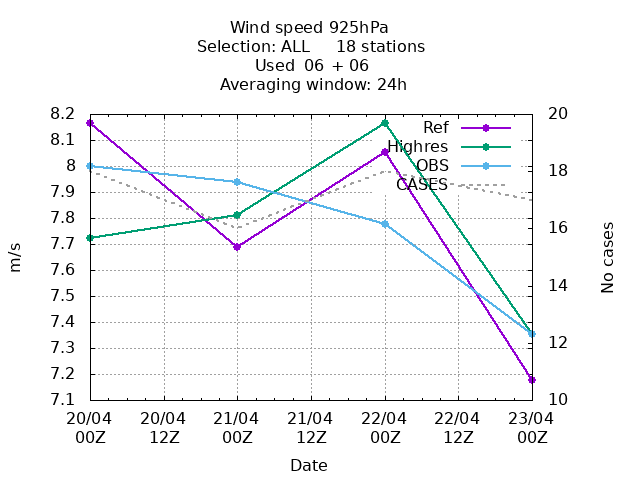 Wind speed 925hPa
Selection: ALL 18 stations
Used 06 + 06
Averaging window: 24h
8.2
8.1
8
7.9
7.8
7.7
7.6
7.5
7.4
7.3
7.2
7.1
m/s
Ref
Highres
OBS
CASES
20
18
16
14
12
10
No cases
20/04 20/04 21/04 21/04 22/04 22/04 23/04
00Z 12Z 00Z 12Z 00Z 12Z 00Z
Date